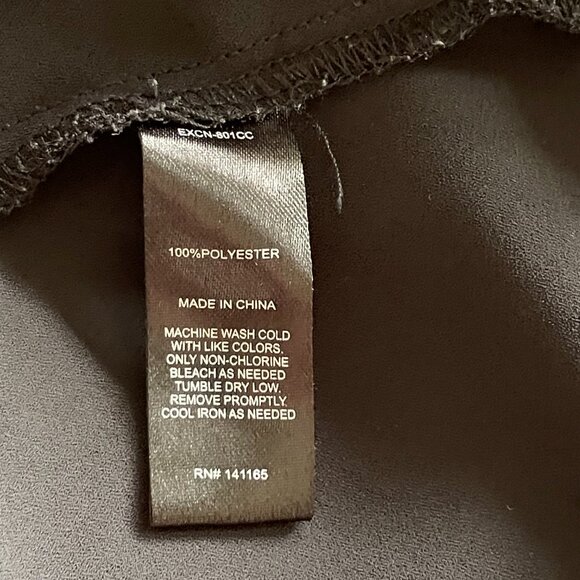 EXCN-801CC
100%POLYESTER
MADE IN CHINA
MACHINE WASH COLD
WITH LIKE COLORS.
ONLY NON-CHLORINE
BLEACH AS NEEDED
TUMBLE DRY LOW.
REMOVE PROMPTLY.
COOL IRON AS NEEDED
RN# 141165